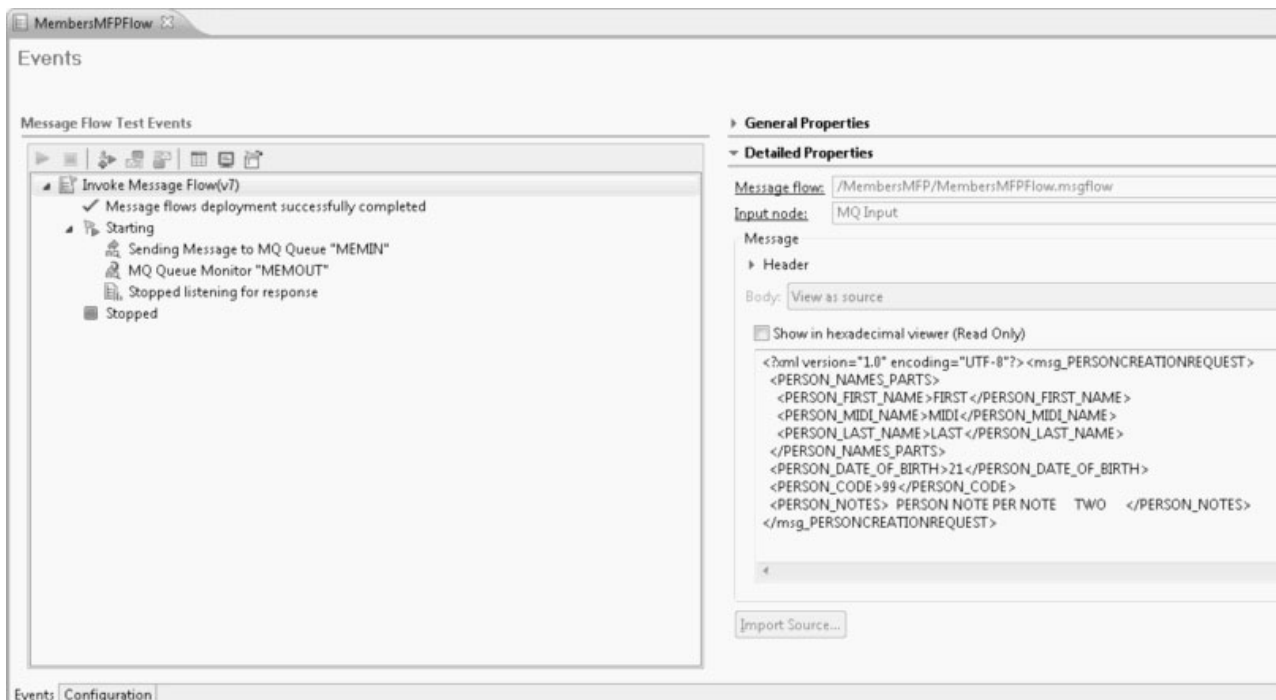 MembersMFPFlow
Events
Message Flow Test Events
Invoke Message Flow(v7)
Message flows deployment successfully completed
Starting
Sending Message to MQ Queue "MEMIN"
MQ Queue Monitor "MEMOUT"
Stopped listening for response
Stopped
General Properties
Detailed Properties
Message flow: /MembersMFP/MembersMFPFlow.msgflow
Input node: MQ Input
Message
Header
Body: View as source
Show in hexadecimal viewer (Read Only)
<?xml version="1.0" encoding="UTF-8"?><msg_PERSONCREATIONREQUEST>
<PERSON_NAMES_PARTS>
<PERSON_FIRST_NAME>FIRST</PERSON_FIRST_NAME>
<PERSON_MIDI_NAME>MIDI</PERSON_MIDI_NAME>
<PERSON_LAST_NAME>LAST</PERSON_LAST_NAME>
</PERSON_NAMES_PARTS>
<PERSON_DATE_OF_BIRTH>21</PERSON_DATE_OF_BIRTH>
<PERSON_CODE>99</PERSON_CODE>
<PERSON_NOTES> PERSON NOTE PER NOTE    TWO    </PERSON_NOTES>
</msg_PERSONCREATIONREQUEST>
Import Source...
Events Configuration